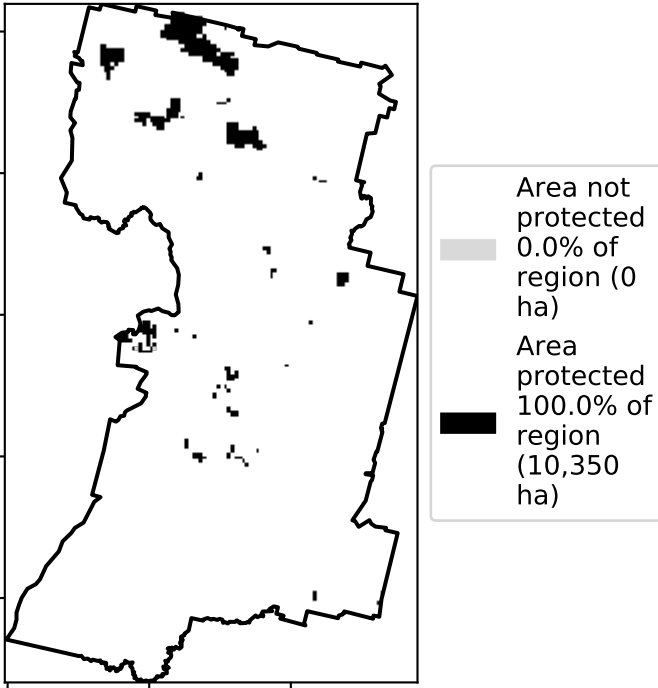 Area not
protected
0.0% of
region (0
ha)
Area
protected
100.0% of
region
(10,350
ha)